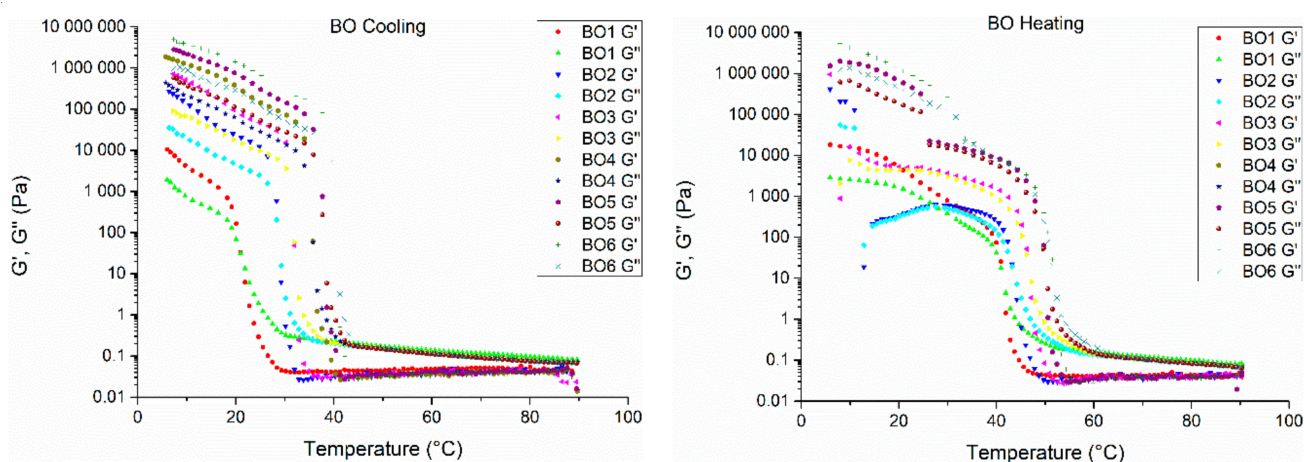 BO Cooling
10 000 000
1 000 000
100 000
10 000
1 000
100
10
1
0.1
0.01
G', G" (Pa)
0
20
40
60
80
100
Temperature (°C)
BO1 G'
BO1 G"
BO2 G'
BO2 G"
BO3 G'
BO3 G"
BO4 G'
BO4 G"
BO5 G'
BO5 G"
BO6 G'
BO6 G"
BO Heating
10 000 000
1 000 000
100 000
10 000
1 000
100
10
1
0.1
0.01
G', G" (Pa)
0
20
40
60
80
100
Temperature (°C)
BO1 G'
BO1 G"
BO2 G'
BO2 G"
BO3 G'
BO3 G"
BO4 G'
BO4 G"
BO5 G'
BO5 G"
BO6 G'
BO6 G"